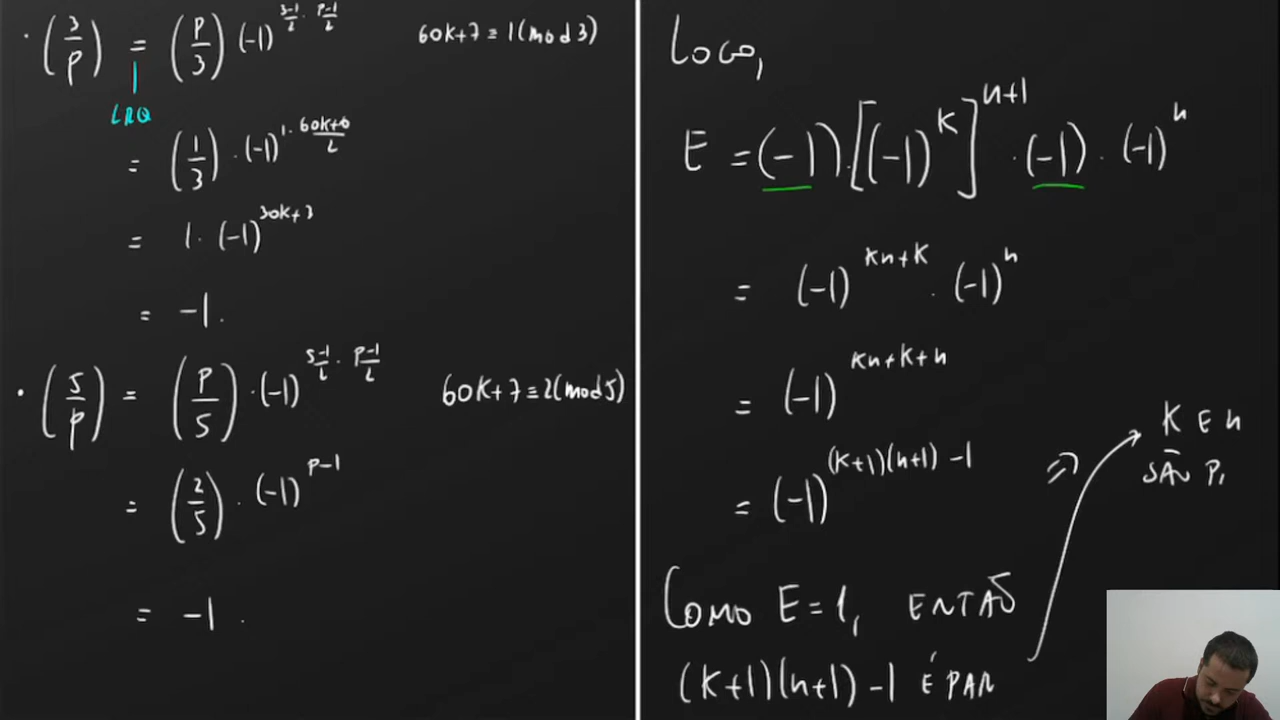 · (3/p) = (p/3) (-1)^{3-1/2 · p-1/2} 60k+7 ≡ 1 (mod 3)
LRQ
= (1/3) · (-1)^{1 · 60k+6/2}
= 1 · (-1)^{30k+3}
= -1.
· (5/p) = (p/5) · (-1)^{5-1/2 · p-1/2} 60k+7 ≡ 2 (mod 5)
= (2/5) · (-1)^{p-1}
= -1.
LOGO,
E = (-1) · [(-1)^k]^{n+1} · (-1) · (-1)^n
= (-1)^{kn+k} · (-1)^n
= (-1)^{kn+k+n}
= (-1)^{(k+1)(n+1)-1} ⇒
K E n
SÃO P
COMO E=1, ENTÃO
(k+1)(n+1)-1 É PAR